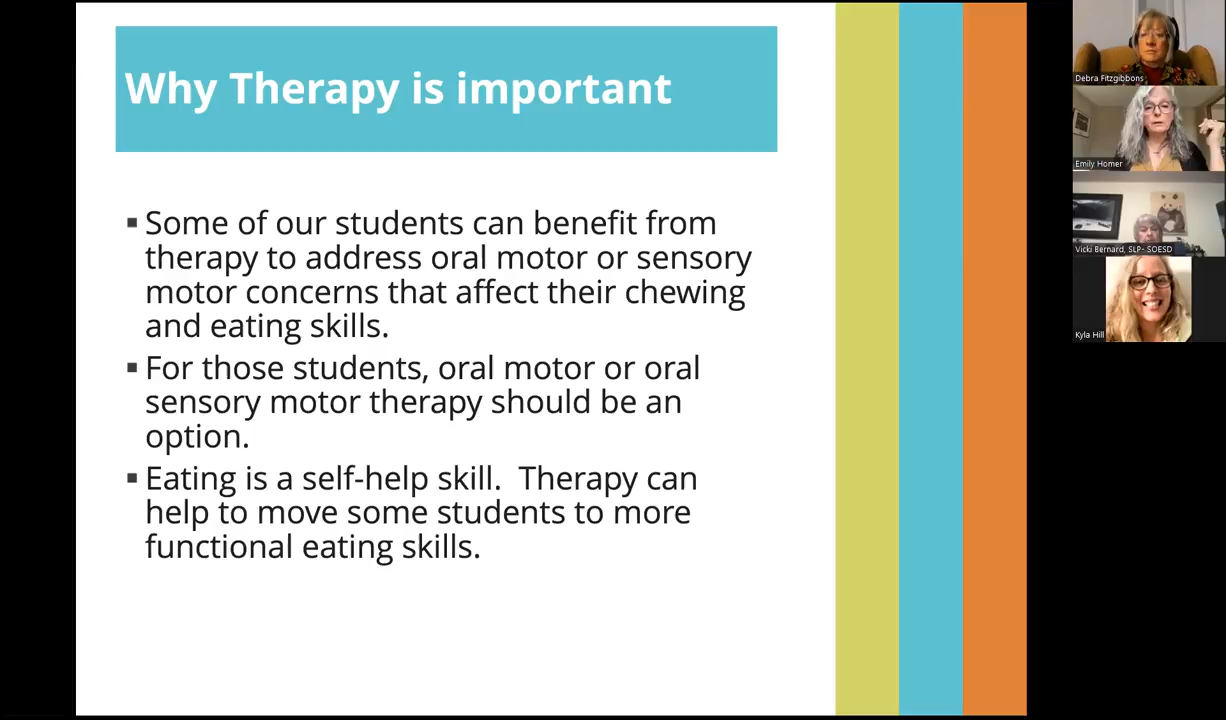 Why Therapy is important
▪ Some of our students can benefit from
therapy to address oral motor or sensory
motor concerns that affect their chewing
and eating skills.
▪ For those students, oral motor or oral
sensory motor therapy should be an
option.
▪ Eating is a self-help skill.  Therapy can
help to move some students to more
functional eating skills.
Debra Fitzgibbons
Emily Homer
Vicki Bernard, SLP- SOESD
Kyla Hill